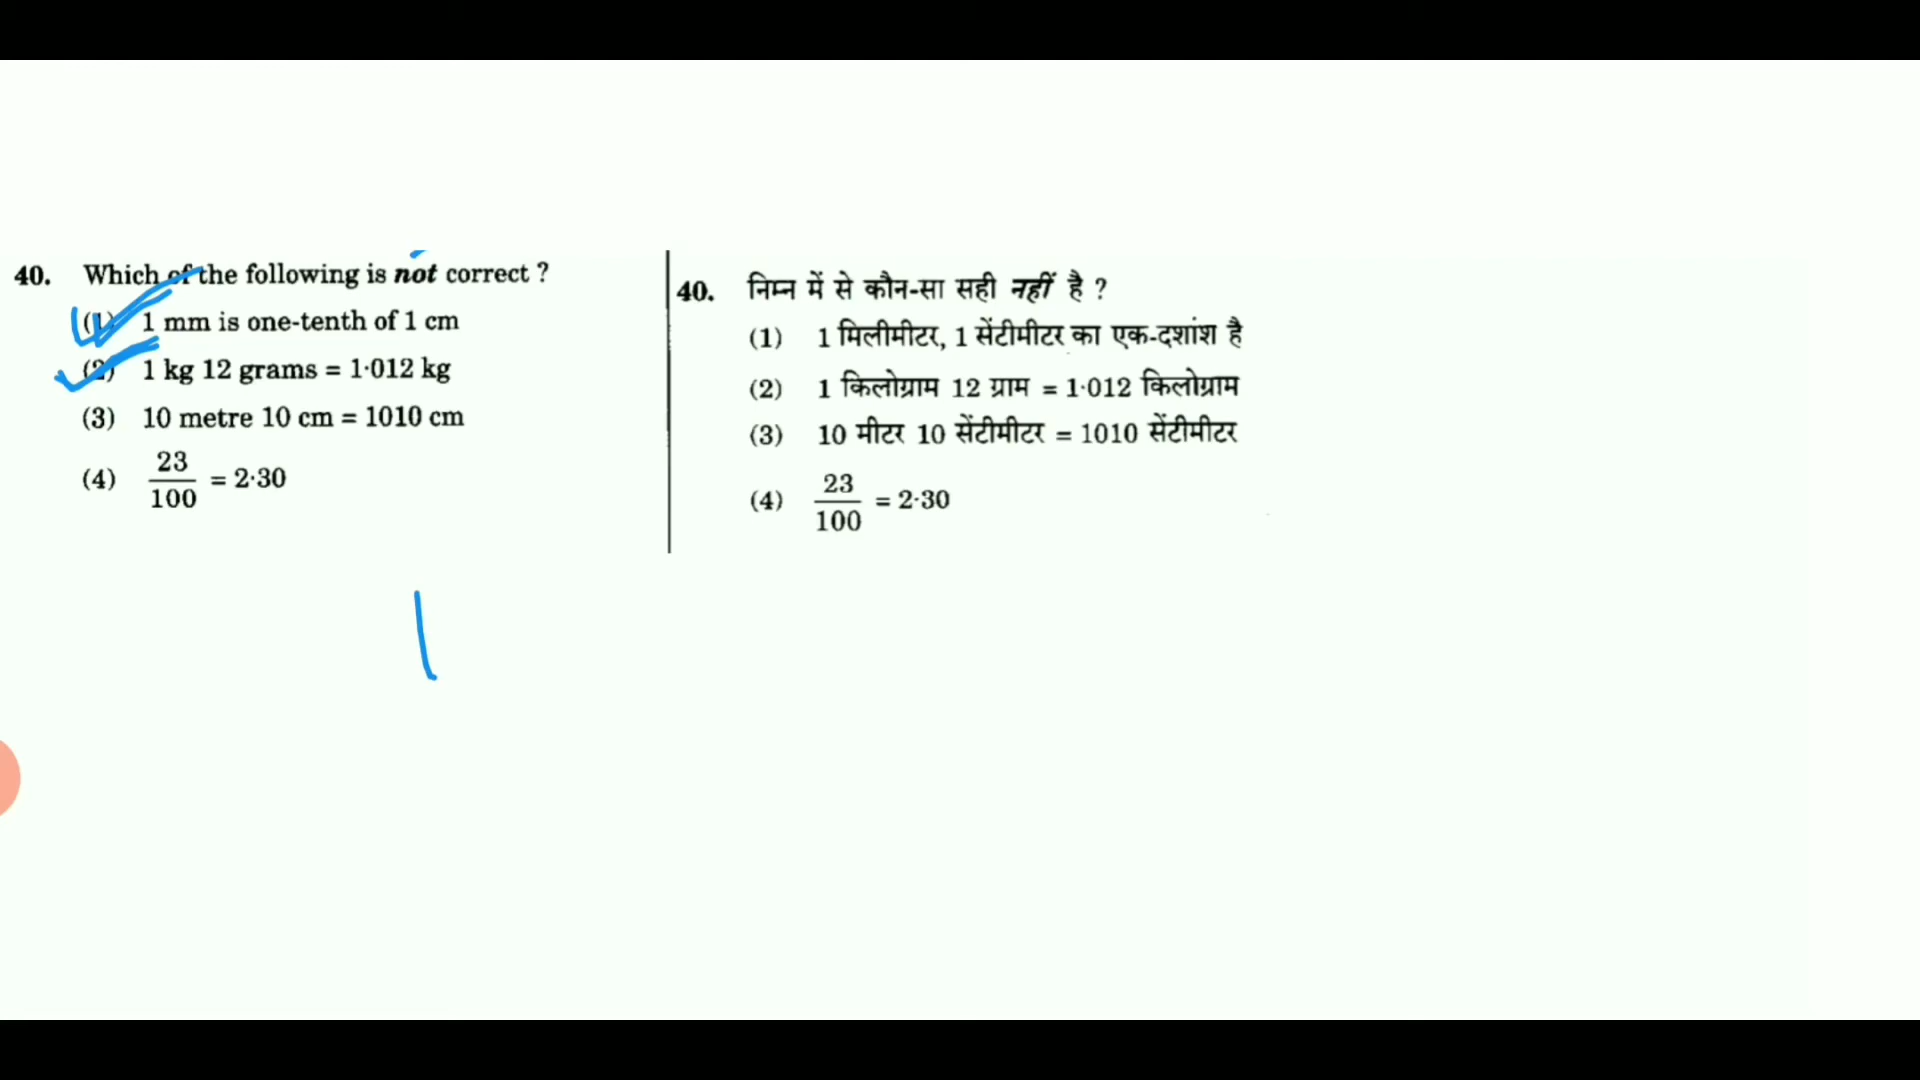 40. Which of the following is not correct ?
(1) 1 mm is one-tenth of 1 cm
(2) 1 kg 12 grams = 1·012 kg
(3) 10 metre 10 cm = 1010 cm
(4) 23/100 = 2·30
40. निम्न में से कौन-सा सही नहीं है ?
(1) 1 मिलीमीटर, 1 सेंटीमीटर का एक-दशांश है
(2) 1 किलोग्राम 12 ग्राम = 1·012 किलोग्राम
(3) 10 मीटर 10 सेंटीमीटर = 1010 सेंटीमीटर
(4) 23/100 = 2·30